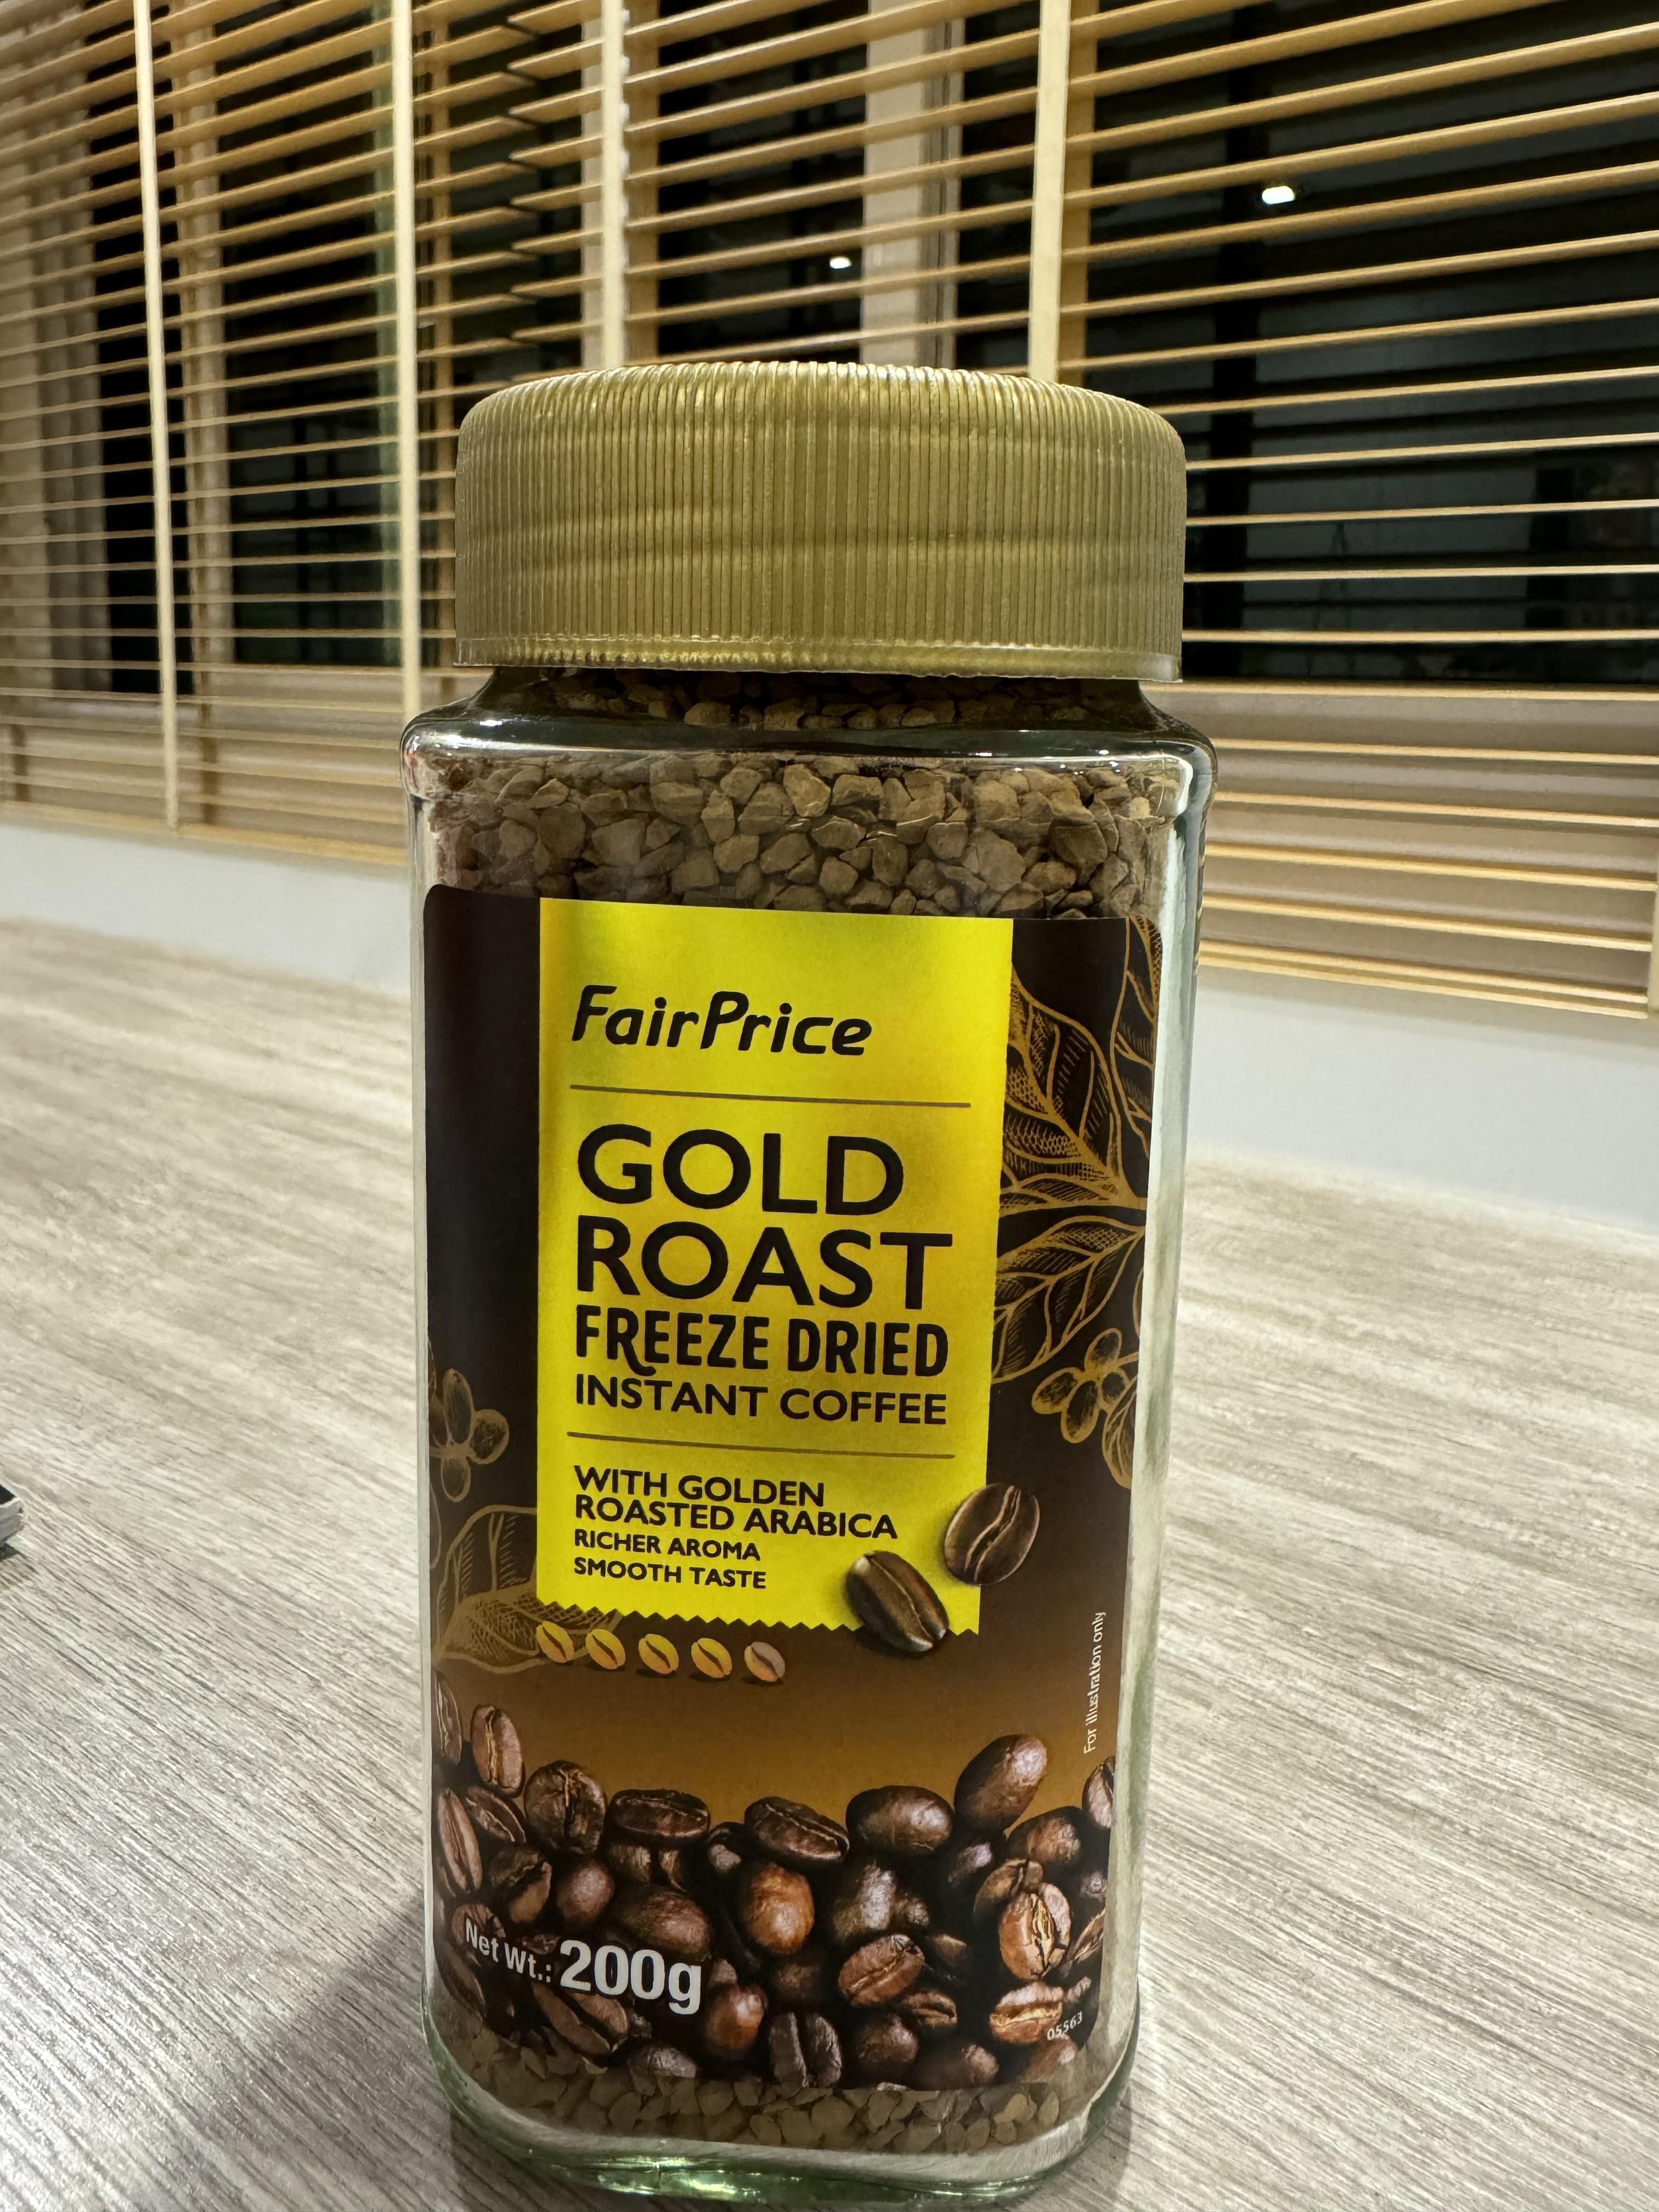 FairPrice
GOLD
ROAST
FREEZE DRIED
INSTANT COFFEE
WITH GOLDEN
ROASTED ARABICA
RICHER AROMA
SMOOTH TASTE
For illustration only
Net Wt.: 200g
05563